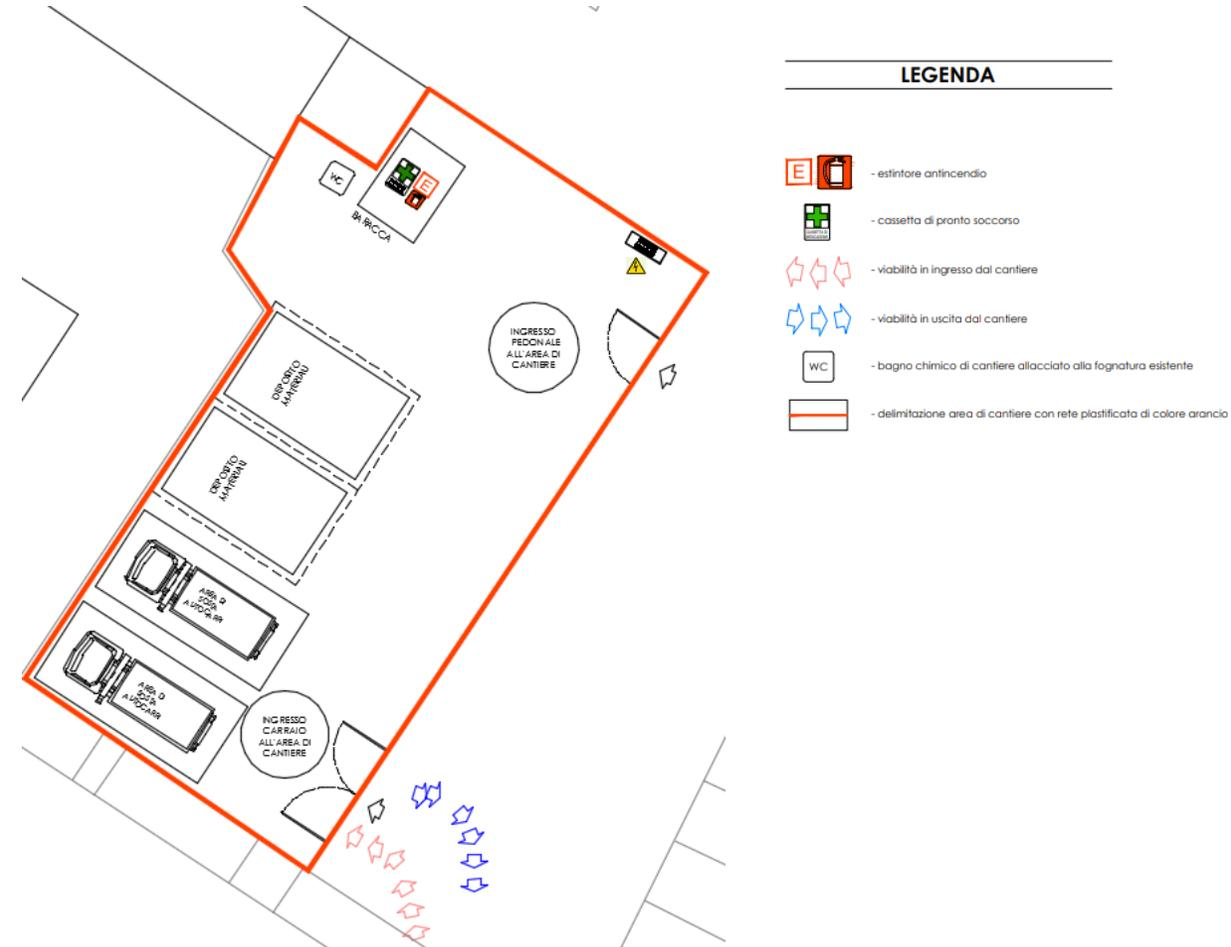 LEGENDA
E
- estintore antincendio
- cassetta di pronto soccorso
- viabilità in ingresso dal cantiere
- viabilità in uscita dal cantiere
WC
- bagno chimico di cantiere allacciato alla fognatura esistente
- delimitazione area di cantiere con rete plastificata di colore arancio
WC
E
BARACCA
INGRESSO
PEDONALE
ALL'AREA DI
CANTIERE
DEPOSITO
MATERIALI
DEPOSITO
MATERIALI
AREA DI
SOSTA
AUTOCARRI
AREA DI
SOSTA
AUTOCARRI
INGRESSO
CARRAIO
ALL'AREA DI
CANTIERE